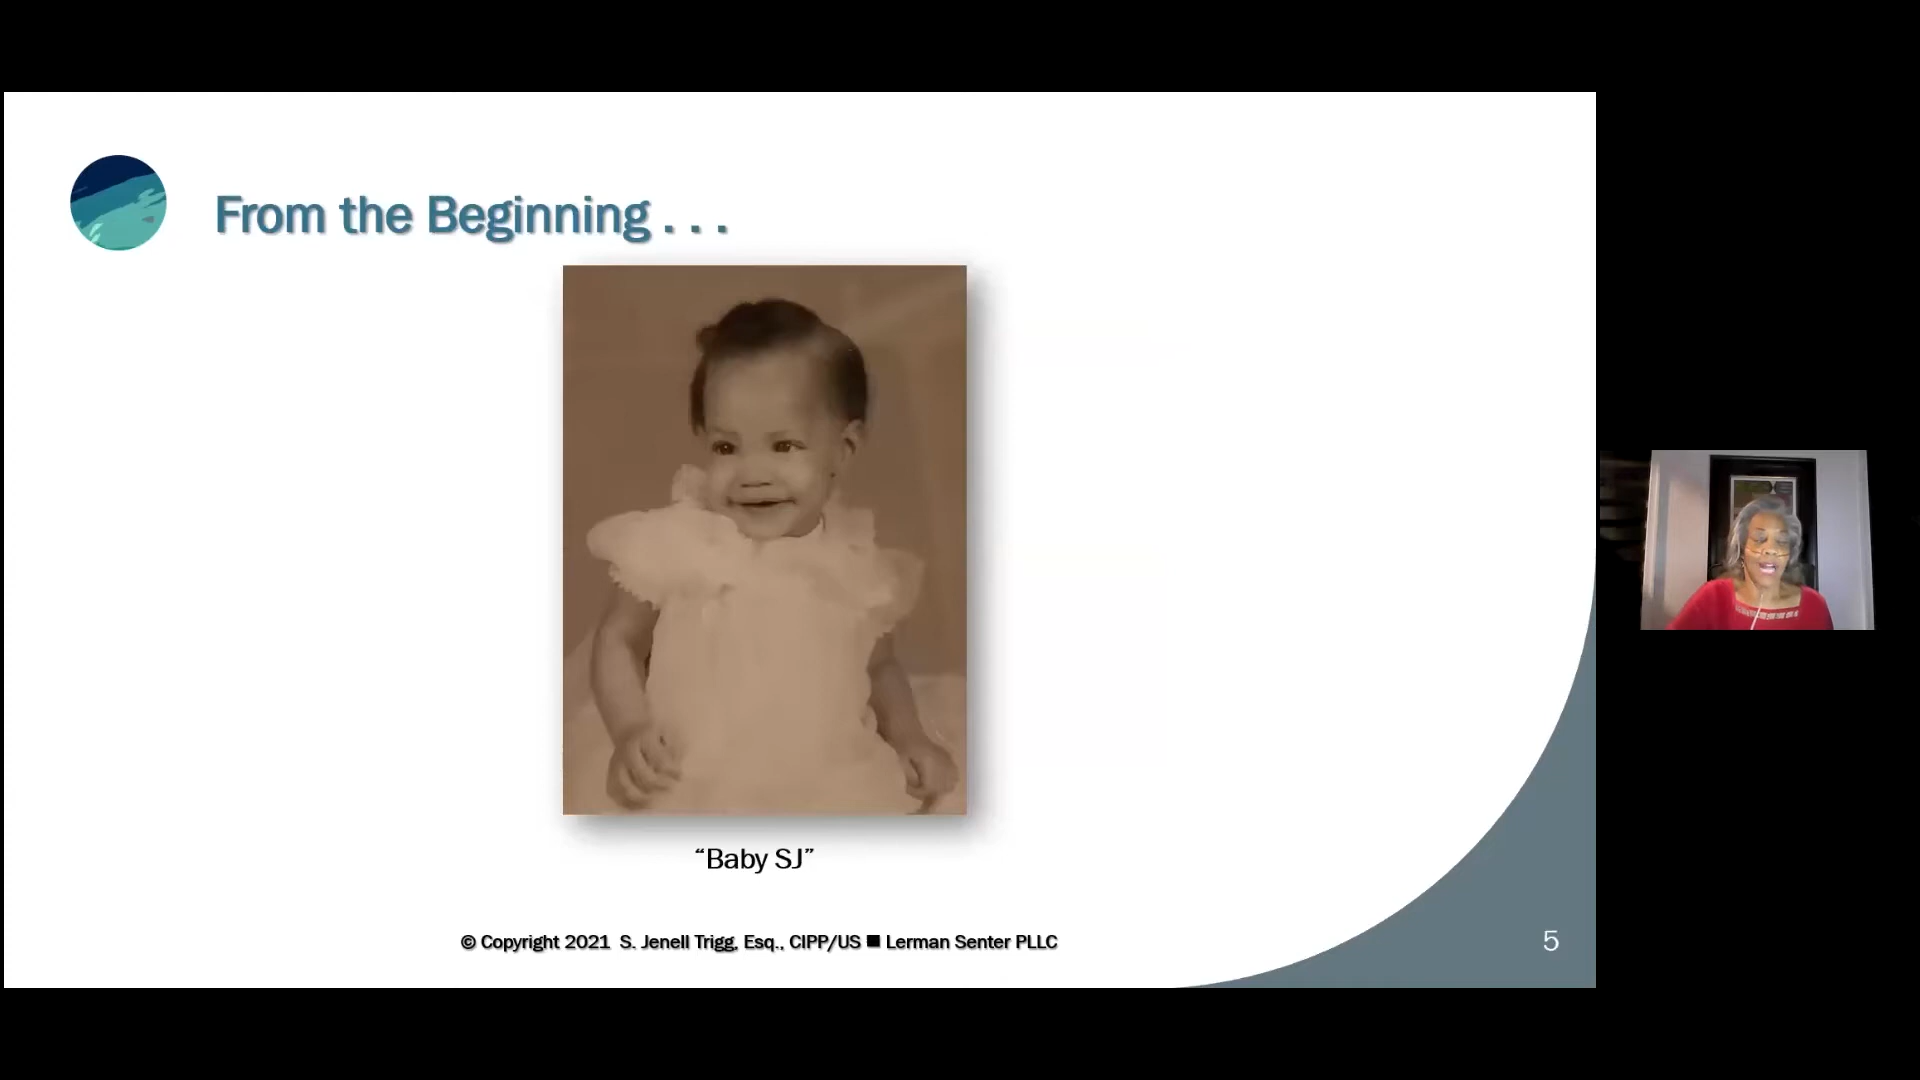 From the Beginning . . .
“Baby SJ”
© Copyright 2021 S. Jenell Trigg, Esq., CIPP/US ■ Lerman Senter PLLC
5